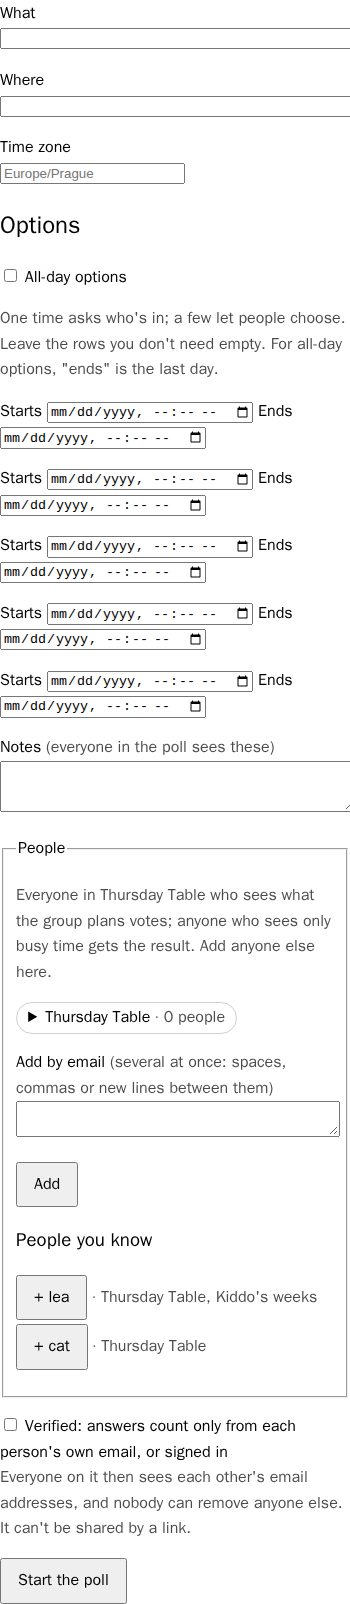 What
Where
Time zone
Europe/Prague
Options
All-day options
One time asks who's in; a few let people choose.
Leave the rows you don't need empty. For all-day
options, "ends" is the last day.
Starts mm/dd/yyyy, --:-- -- Ends
mm/dd/yyyy, --:-- --
Starts mm/dd/yyyy, --:-- -- Ends
mm/dd/yyyy, --:-- --
Starts mm/dd/yyyy, --:-- -- Ends
mm/dd/yyyy, --:-- --
Starts mm/dd/yyyy, --:-- -- Ends
mm/dd/yyyy, --:-- --
Starts mm/dd/yyyy, --:-- -- Ends
mm/dd/yyyy, --:-- --
Notes (everyone in the poll sees these)
People
Everyone in Thursday Table who sees what
the group plans votes; anyone who sees only
busy time gets the result. Add anyone else
here.
▶ Thursday Table · 0 people
Add by email (several at once: spaces,
commas or new lines between them)
Add
People you know
+ lea · Thursday Table, Kiddo's weeks
+ cat · Thursday Table
Verified: answers count only from each
person's own email, or signed in
Everyone on it then sees each other's email
addresses, and nobody can remove anyone else.
It can't be shared by a link.
Start the poll